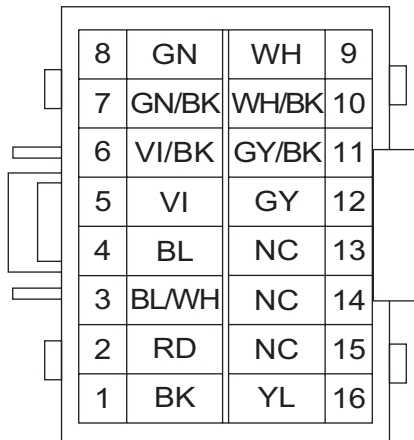 8 GN WH 9
7 GN/BK WH/BK 10
6 VI/BK GY/BK 11
5 VI GY 12
4 BL NC 13
3 BL/WH NC 14
2 RD NC 15
1 BK YL 16